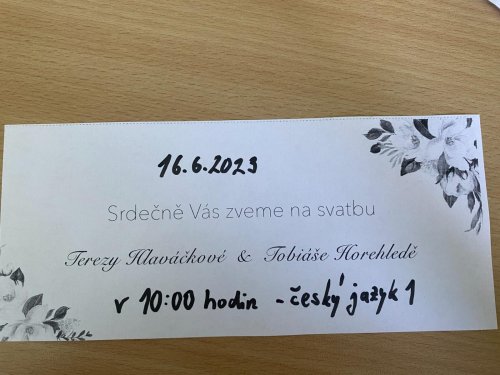 16.6.2023
Srdečně Vás zveme na svatbu
Terezy Hlaváčkové & Tobiáše Horehledě
v 10:00 hodin - český jazyk 1